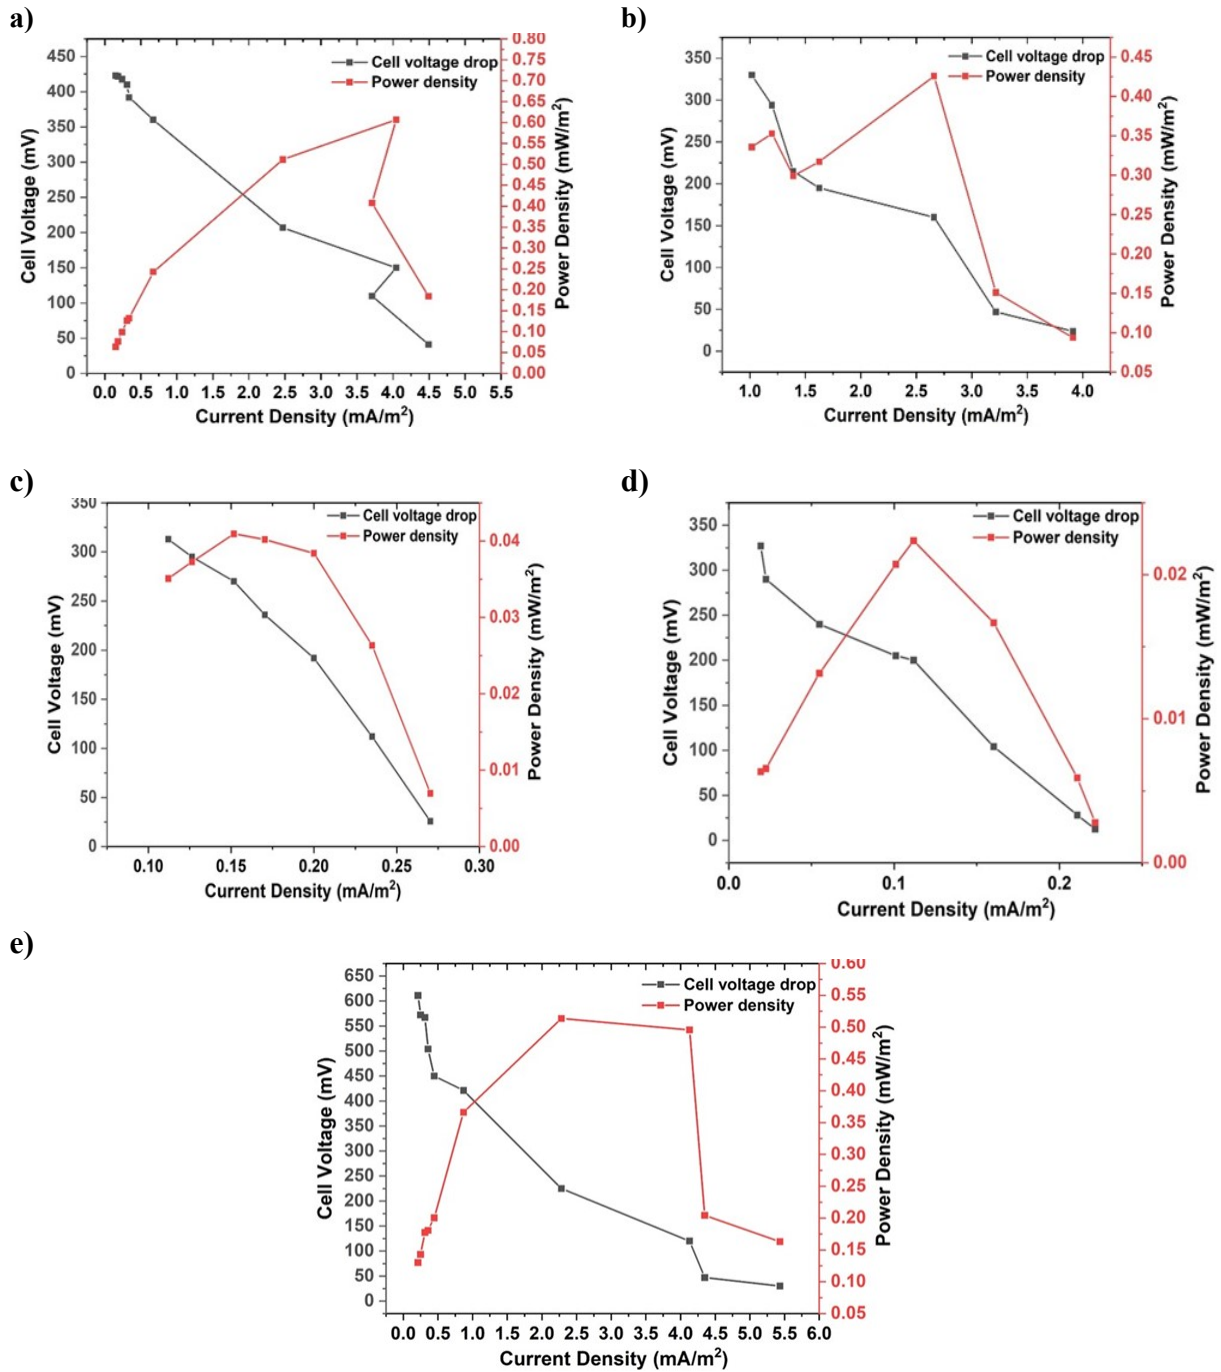 a)
Cell voltage drop
Power density
450
400
350
300
250
200
150
100
50
0
Cell Voltage (mV)
0.80
0.75
0.70
0.65
0.60
0.55
0.50
0.45
0.40
0.35
0.30
0.25
0.20
0.15
0.10
0.05
0.00
Power Density (mW/m²)
0.0 0.5 1.0 1.5 2.0 2.5 3.0 3.5 4.0 4.5 5.0 5.5
Current Density (mA/m²)
b)
Cell voltage drop
Power density
350
300
250
200
150
100
50
0
Cell Voltage (mV)
0.45
0.40
0.35
0.30
0.25
0.20
0.15
0.10
0.05
Power Density (mW/m²)
1.0 1.5 2.0 2.5 3.0 3.5 4.0
Current Density (mA/m²)
c)
Cell voltage drop
Power density
350
300
250
200
150
100
50
0
Cell Voltage (mV)
0.04
0.03
0.02
0.01
0.00
Power Density (mW/m²)
0.10 0.15 0.20 0.25 0.30
Current Density (mA/m²)
d)
Cell voltage drop
Power density
350
300
250
200
150
100
50
0
Cell Voltage (mV)
0.02
0.01
0.00
Power Density (mW/m²)
0.0 0.1 0.2
Current Density (mA/m²)
e)
Cell voltage drop
Power density
650
600
550
500
450
400
350
300
250
200
150
100
50
0
Cell Voltage (mV)
0.60
0.55
0.50
0.45
0.40
0.35
0.30
0.25
0.20
0.15
0.10
0.05
Power Density (mW/m²)
0.0 0.5 1.0 1.5 2.0 2.5 3.0 3.5 4.0 4.5 5.0 5.5 6.0
Current Density (mA/m²)